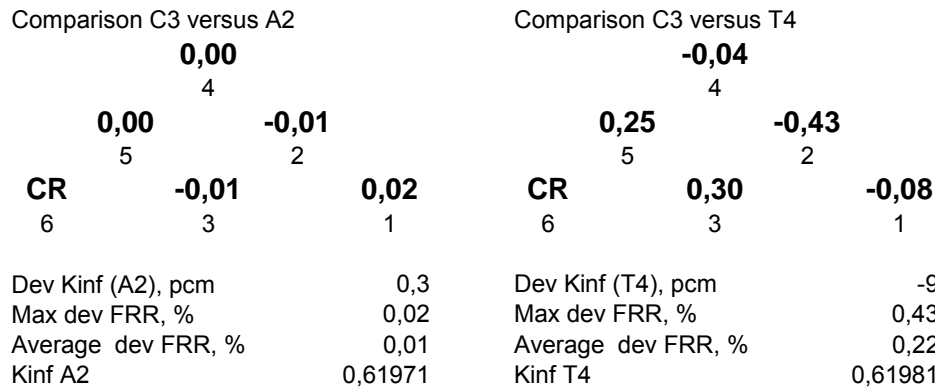 Comparison C3 versus A2
0,00
4
0,00 -0,01
5 2
CR -0,01 0,02
6 3 1
Dev Kinf (A2), pcm 0,3
Max dev FRR, % 0,02
Average dev FRR, % 0,01
Kinf A2 0,61971
Comparison C3 versus T4
-0,04
4
0,25 -0,43
5 2
CR 0,30 -0,08
6 3 1
Dev Kinf (T4), pcm -9
Max dev FRR, % 0,43
Average dev FRR, % 0,22
Kinf T4 0,61981